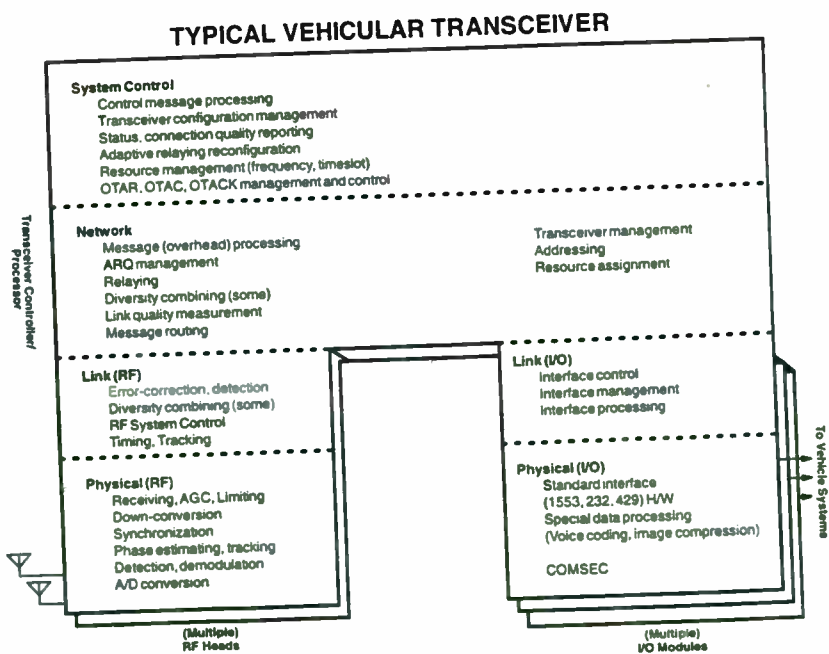 TYPICAL VEHICULAR TRANSCEIVER
System Control
Control message processing
Transceiver configuration management
Status, connection quality reporting
Adaptive relaying reconfiguration
Resource management (frequency, timeslot)
OTAR, OTAC, OTACK management and control
Transceiver Controller/
Processor
Network
Message (overhead) processing
ARQ management
Relaying
Diversity combining (some)
Link quality measurement
Message routing
Transceiver management
Addressing
Resource assignment
Link (RF)
Error-correction, detection
Diversity combining (some)
RF System Control
Timing, Tracking
Link (I/O)
Interface control
Interface management
Interface processing
Physical (RF)
Receiving, AGC, Limiting
Down-conversion
Synchronization
Phase estimating, tracking
Detection, demodulation
A/D conversion
Physical (I/O)
Standard interface
(1553, 232, 429) H/W
Special data processing
(Voice coding, image compression)
COMSEC
To Vehicle Systems
(Multiple)
RF Heads
(Multiple)
I/O Modules